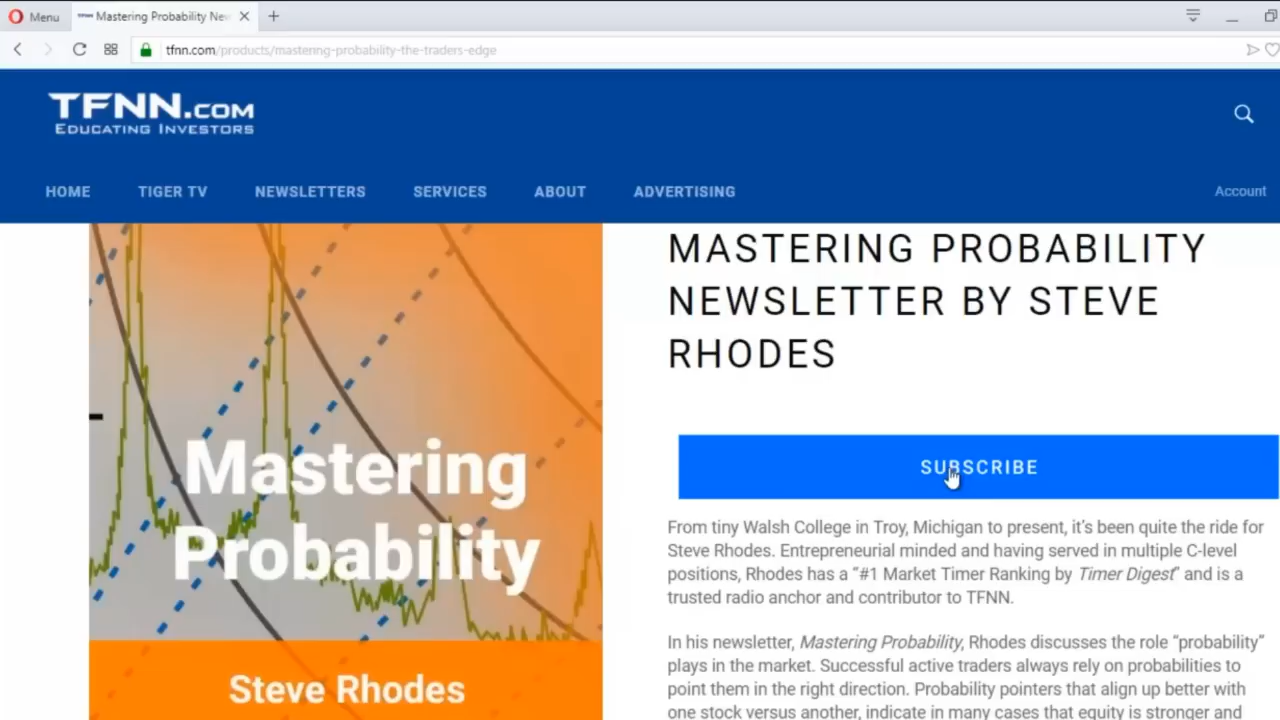 Menu
Mastering Probability Nev
tfnn.com/products/mastering-probability-the-traders-edge
TFNN.COM
EDUCATING INVESTORS
HOME TIGER TV NEWSLETTERS SERVICES ABOUT ADVERTISING Account
Mastering
Probability
Steve Rhodes
MASTERING PROBABILITY
NEWSLETTER BY STEVE
RHODES
SUBSCRIBE
From tiny Walsh College in Troy, Michigan to present, it's been quite the ride for
Steve Rhodes. Entrepreneurial minded and having served in multiple C-level
positions, Rhodes has a “#1 Market Timer Ranking by Timer Digest” and is a
trusted radio anchor and contributor to TFNN.
In his newsletter, Mastering Probability, Rhodes discusses the role “probability”
plays in the market. Successful active traders always rely on probabilities to
point them in the right direction. Probability pointers that align up better with
one stock versus another, indicate in many cases that equity is stronger and